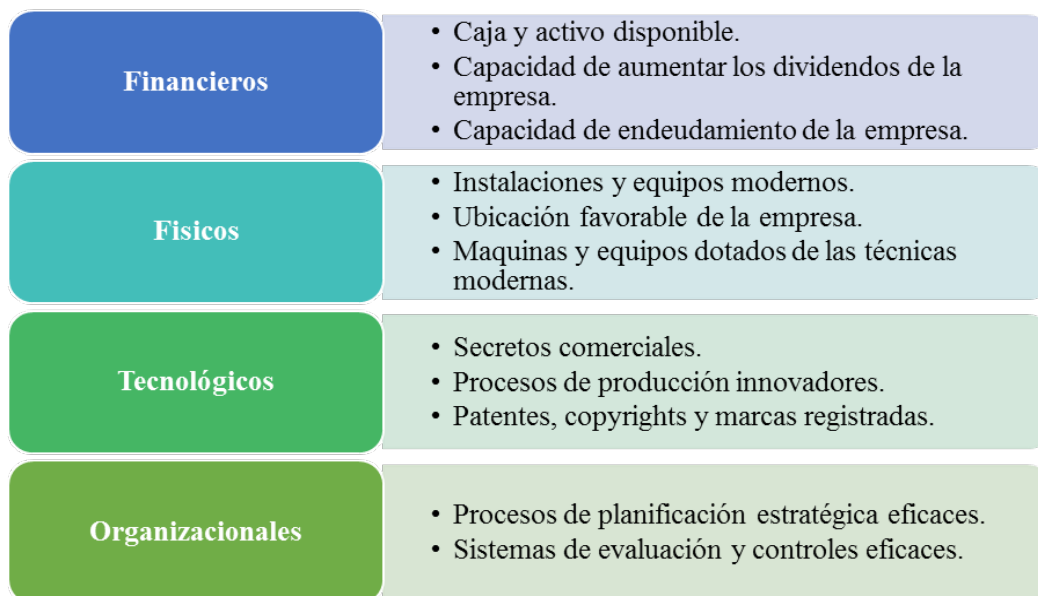 Financieros
• Caja y activo disponible.
• Capacidad de aumentar los dividendos de la
empresa.
• Capacidad de endeudamiento de la empresa.
Fisicos
• Instalaciones y equipos modernos.
• Ubicación favorable de la empresa.
• Maquinas y equipos dotados de las técnicas
modernas.
Tecnológicos
• Secretos comerciales.
• Procesos de producción innovadores.
• Patentes, copyrights y marcas registradas.
Organizacionales
• Procesos de planificación estratégica eficaces.
• Sistemas de evaluación y controles eficaces.